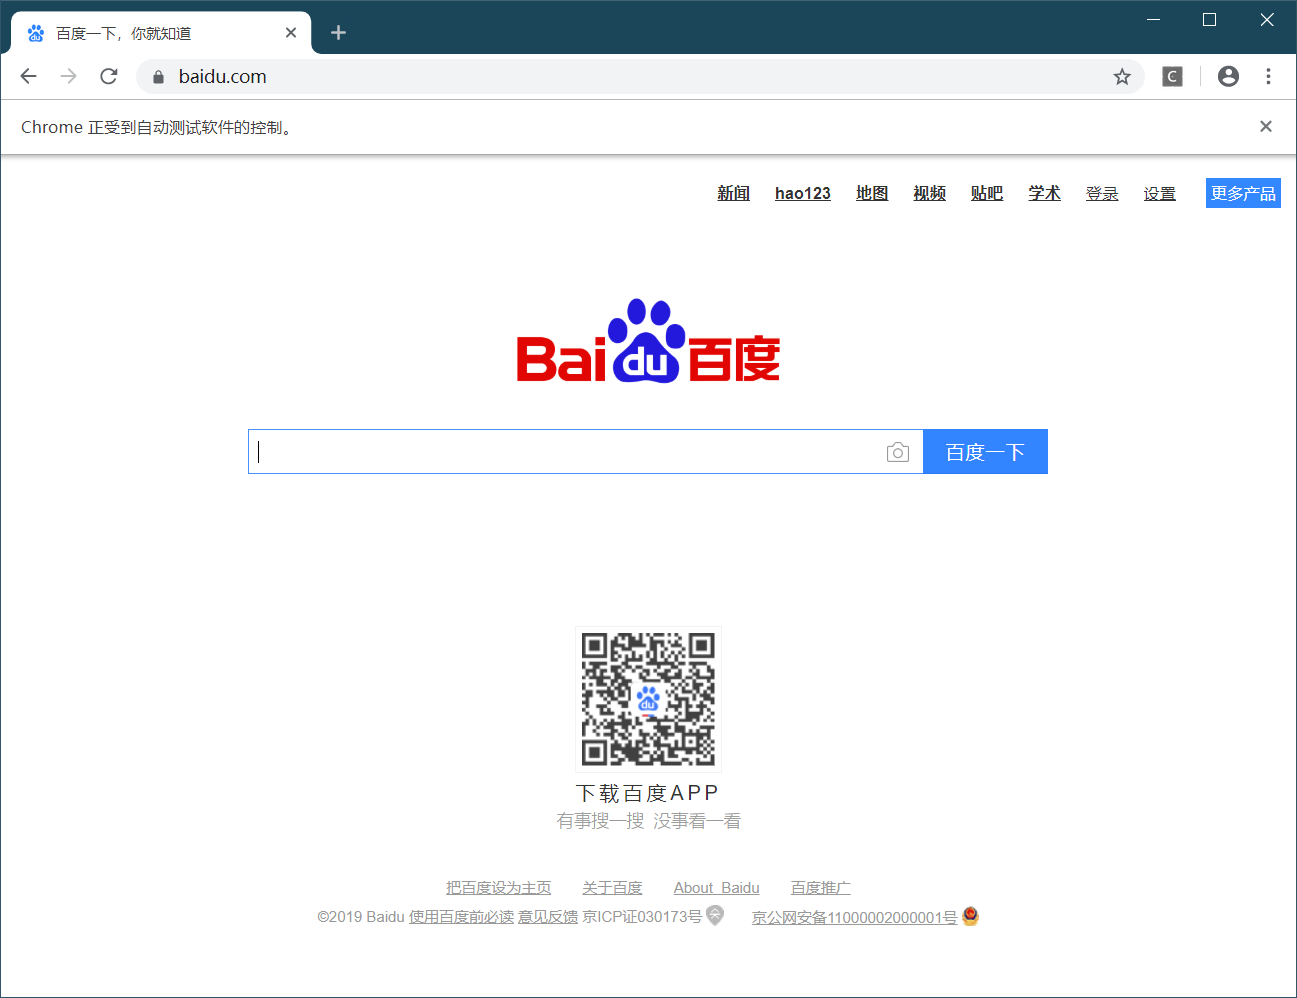 百度一下，你就知道
baidu.com
C
Chrome 正受到自动测试软件的控制。
新闻 hao123 地图 视频 贴吧 学术 登录 设置 更多产品
Bai du 百度
百度一下
du
下载百度APP
有事搜一搜 没事看一看
把百度设为主页 关于百度 About Baidu 百度推广
©2019 Baidu 使用百度前必读 意见反馈 京ICP证030173号 京公网安备11000002000001号